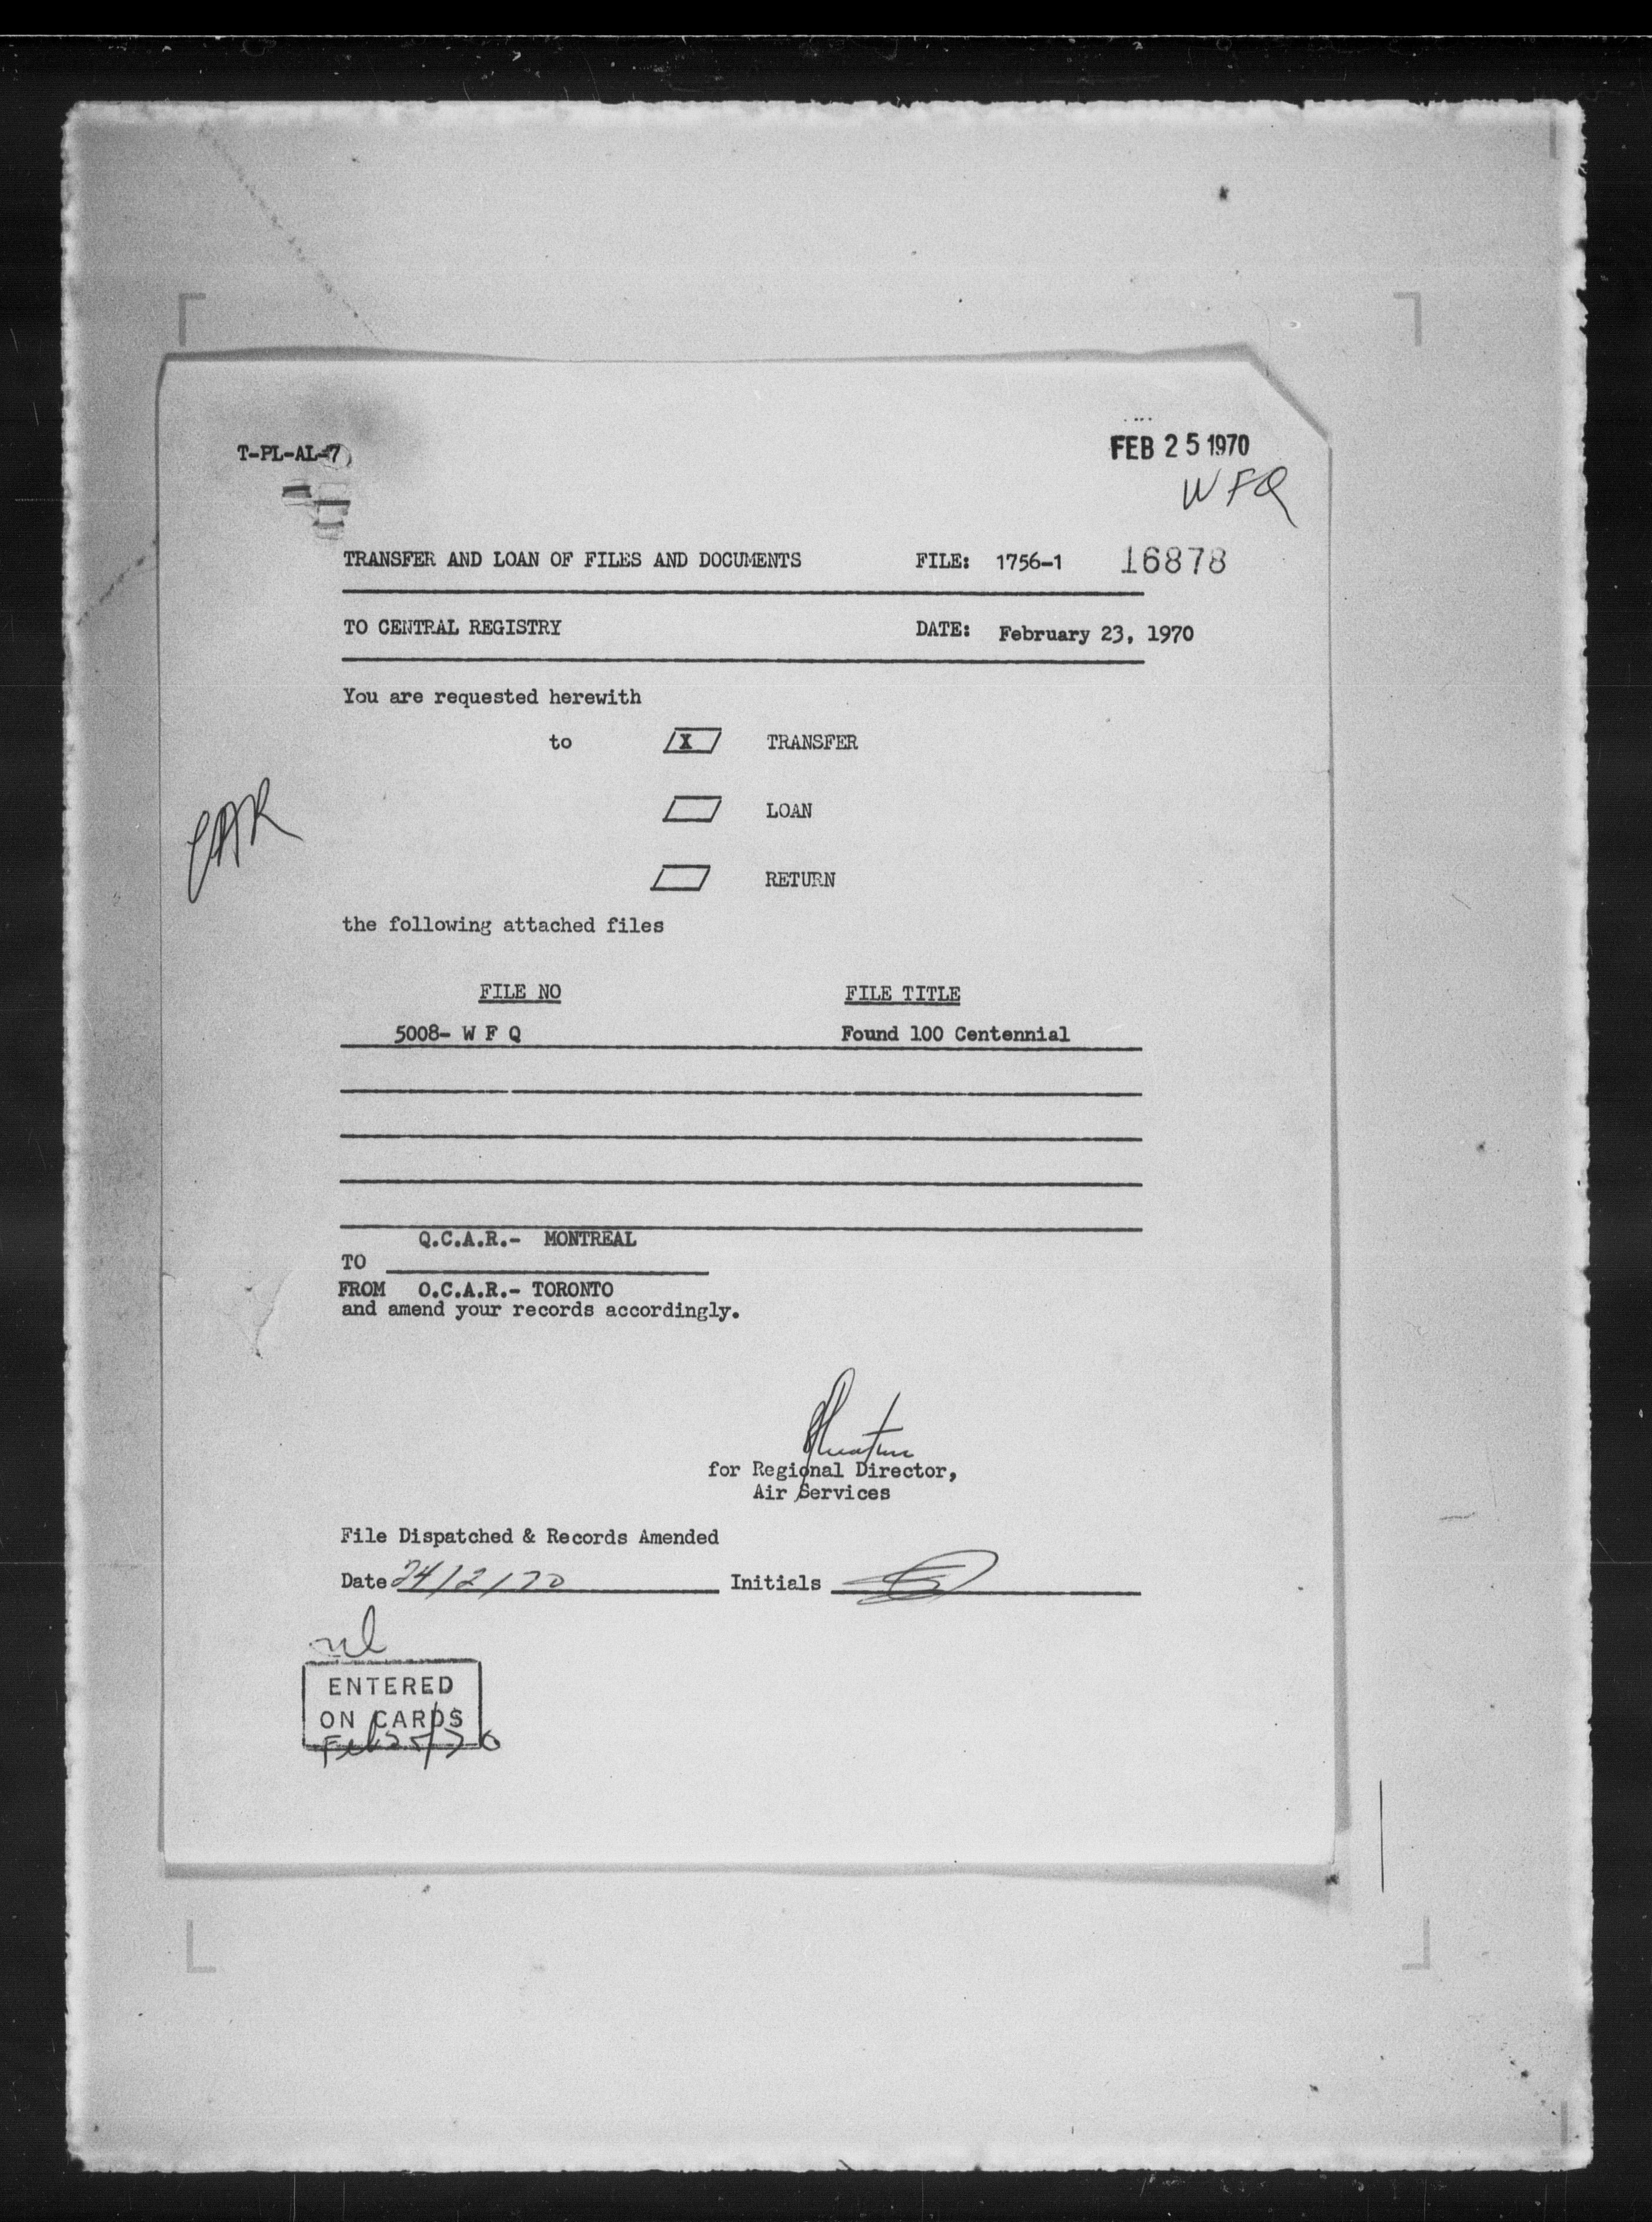 T-PL-AL-7
FEB 25 1970
WFQ
TRANSFER AND LOAN OF FILES AND DOCUMENTS FILE: 1756-1 16878
TO CENTRAL REGISTRY DATE: February 23, 1970
You are requested herewith
to X TRANSFER
LOAN
RETURN
the following attached files
FILE NO FILE TITLE
5008- W F Q Found 100 Centennial
Q.C.A.R.- MONTREAL
TO
FROM O.C.A.R.- TORONTO
and amend your records accordingly.
for Regional Director,
Air Services
File Dispatched & Records Amended
Date 24/2/70 Initials
ENTERED
ON CARDS
Feb 25/70